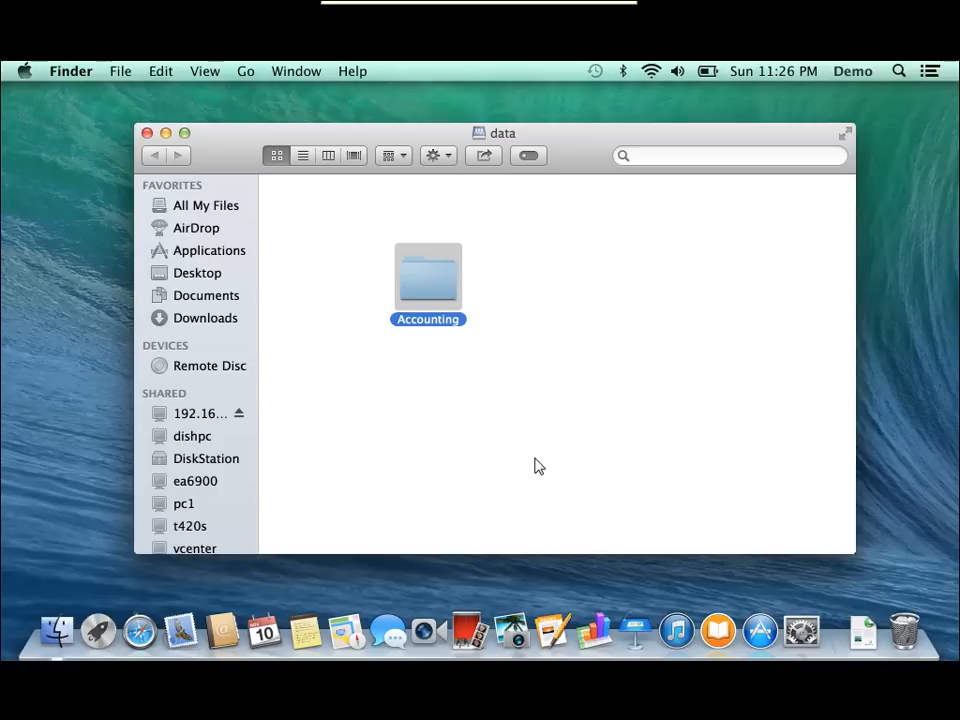 Finder File Edit View Go Window Help Sun 11:26 PM Demo
data
FAVORITES
All My Files
AirDrop
Applications
Desktop
Documents
Downloads
DEVICES
Remote Disc
SHARED
192.16...
dishpc
DiskStation
ea6900
pc1
t420s
vcenter
Accounting
NOV
10